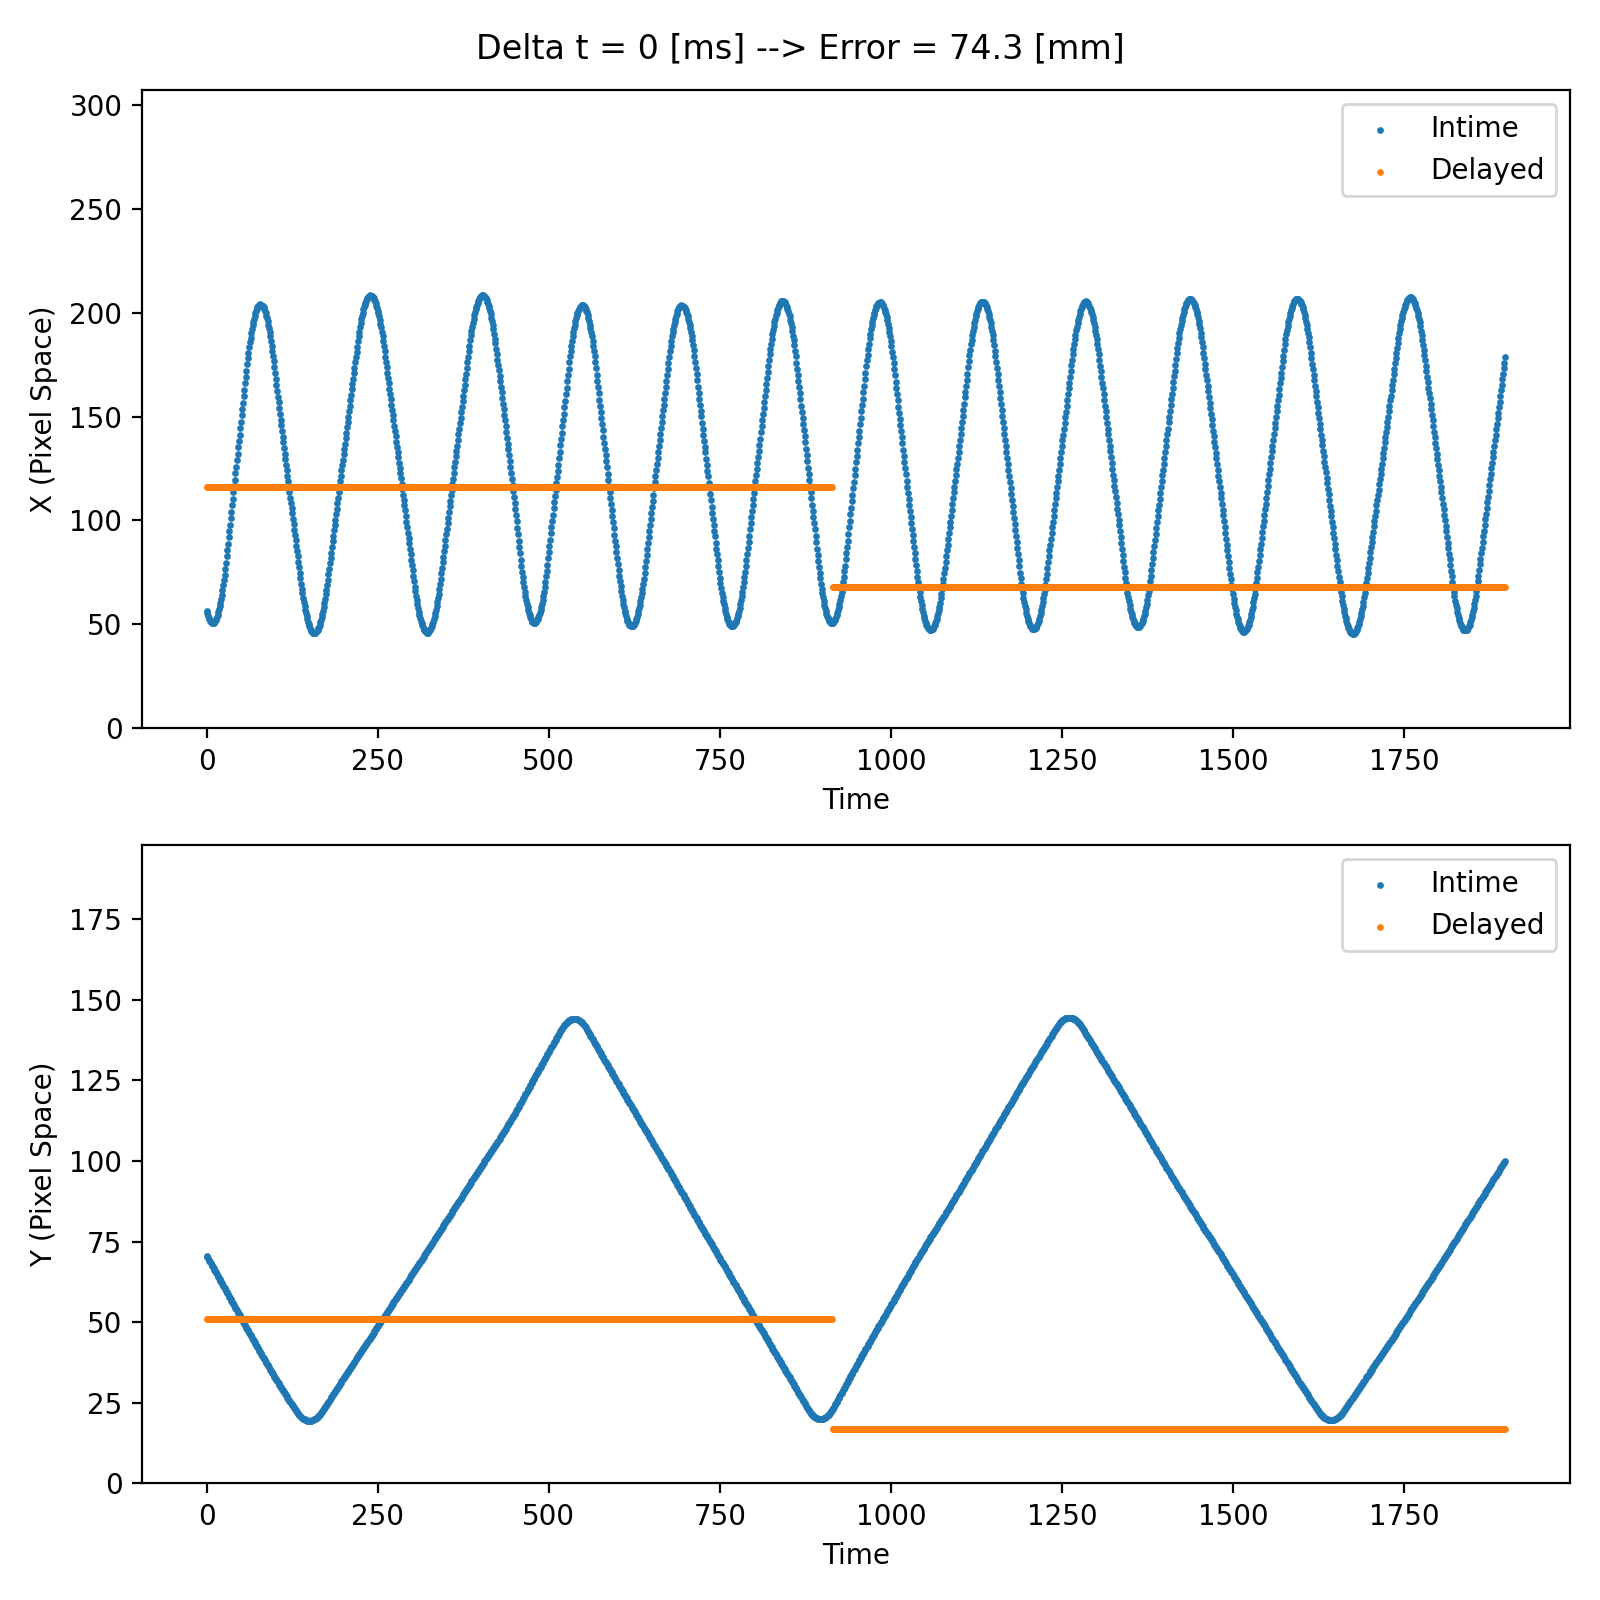 Delta t = 0 [ms] --> Error = 74.3 [mm]
300
250
200
150
100
50
0
X (Pixel Space)
Intime
Delayed
0 250 500 750 1000 1250 1500 1750
Time
175
150
125
100
75
50
25
0
Y (Pixel Space)
Intime
Delayed
0 250 500 750 1000 1250 1500 1750
Time